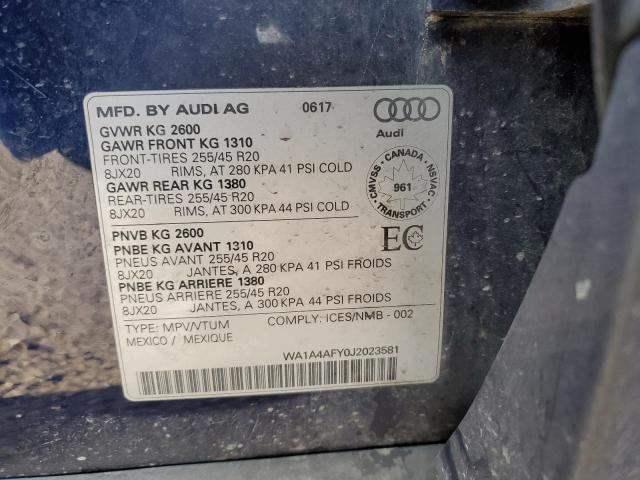 MFD. BY AUDI AG 0617
Audi
GVWR KG 2600
GAWR FRONT KG 1310
FRONT-TIRES 255/45 R20
8JX20 RIMS, AT 280 KPA 41 PSI COLD
GAWR REAR KG 1380
REAR-TIRES 255/45 R20
8JX20 RIMS, AT 300 KPA 44 PSI COLD
CMVSS - CANADA - NSVAC
961
TRANSPORT
PNVB KG 2600
PNBE KG AVANT 1310
PNEUS AVANT 255/45 R20
8JX20 JANTES, A 280 KPA 41 PSI FROIDS
PNBE KG ARRIERE 1380
PNEUS ARRIERE 255/45 R20
8JX20 JANTES, A 300 KPA 44 PSI FROIDS
EC
TYPE: MPV/VTUM COMPLY: ICES/NMB - 002
MEXICO / MEXIQUE
WA1A4AFY0J2023581